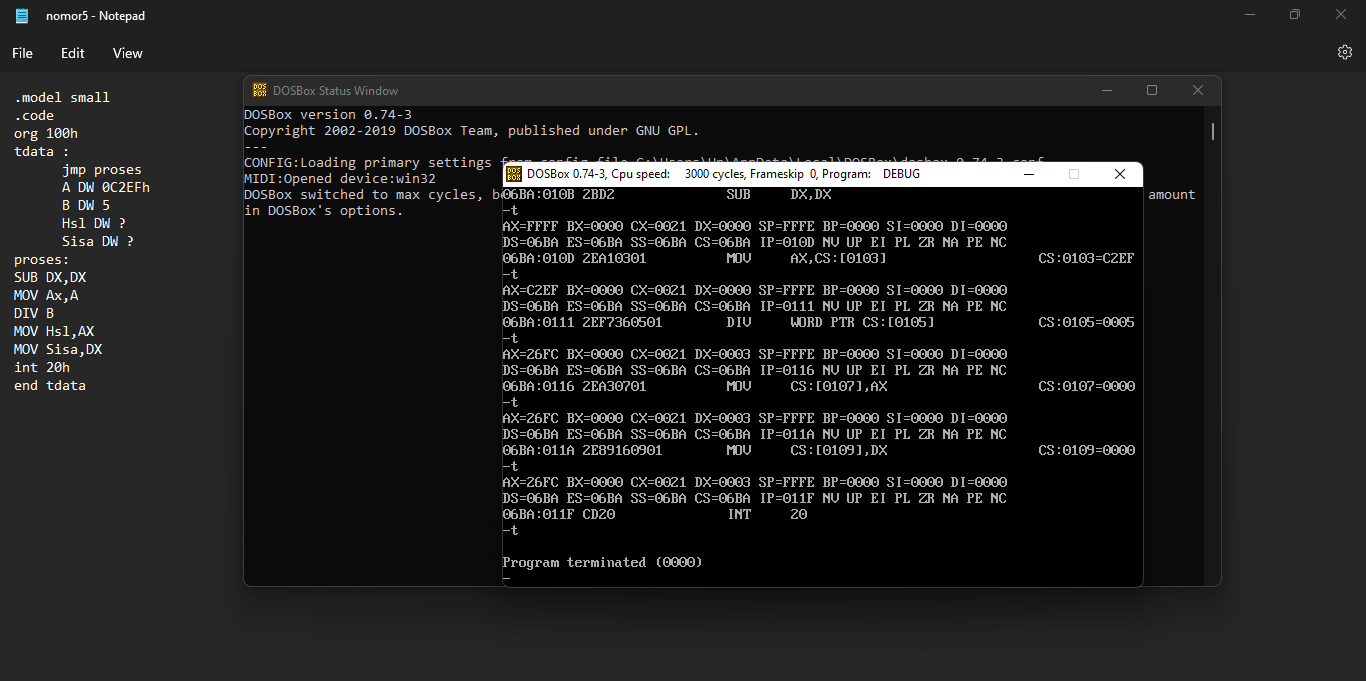 nomor5 - Notepad
File Edit View
.model small
.code
org 100h
tdata :
jmp proses
A DW 0C2EFh
B DW 5
Hsl DW ?
Sisa DW ?
proses:
SUB DX,DX
MOV Ax,A
DIV B
MOV Hsl,AX
MOV Sisa,DX
int 20h
end tdata
DOSBox Status Window
DOSBox version 0.74-3
Copyright 2002-2019 DOSBox Team, published under GNU GPL.
---
CONFIG:Loading primary settings from config file C:\Users\Hp\AppData\Local\DOSBox\dosbox-0.74-3.conf
MIDI:Opened device:win32
DOSBox switched to max cycles, b amount
in DOSBox's options.
DOSBox 0.74-3, Cpu speed: 3000 cycles, Frameskip 0, Program: DEBUG
06BA:010B 2BD2 SUB DX,DX
-t
AX=FFFF BX=0000 CX=0021 DX=0000 SP=FFFE BP=0000 SI=0000 DI=0000
DS=06BA ES=06BA SS=06BA CS=06BA IP=010D NV UP EI PL ZR NA PE NC
06BA:010D 2EA10301 MOV AX,CS:[0103] CS:0103=C2EF
-t
AX=C2EF BX=0000 CX=0021 DX=0000 SP=FFFE BP=0000 SI=0000 DI=0000
DS=06BA ES=06BA SS=06BA CS=06BA IP=0111 NV UP EI PL ZR NA PE NC
06BA:0111 2EF7360501 DIV WORD PTR CS:[0105] CS:0105=0005
-t
AX=26FC BX=0000 CX=0021 DX=0003 SP=FFFE BP=0000 SI=0000 DI=0000
DS=06BA ES=06BA SS=06BA CS=06BA IP=0116 NV UP EI PL ZR NA PE NC
06BA:0116 2EA30701 MOV CS:[0107],AX CS:0107=0000
-t
AX=26FC BX=0000 CX=0021 DX=0003 SP=FFFE BP=0000 SI=0000 DI=0000
DS=06BA ES=06BA SS=06BA CS=06BA IP=011A NV UP EI PL ZR NA PE NC
06BA:011A 2E89160901 MOV CS:[0109],DX CS:0109=0000
-t
AX=26FC BX=0000 CX=0021 DX=0003 SP=FFFE BP=0000 SI=0000 DI=0000
DS=06BA ES=06BA SS=06BA CS=06BA IP=011F NV UP EI PL ZR NA PE NC
06BA:011F CD20 INT 20
-t
Program terminated (0000)
-